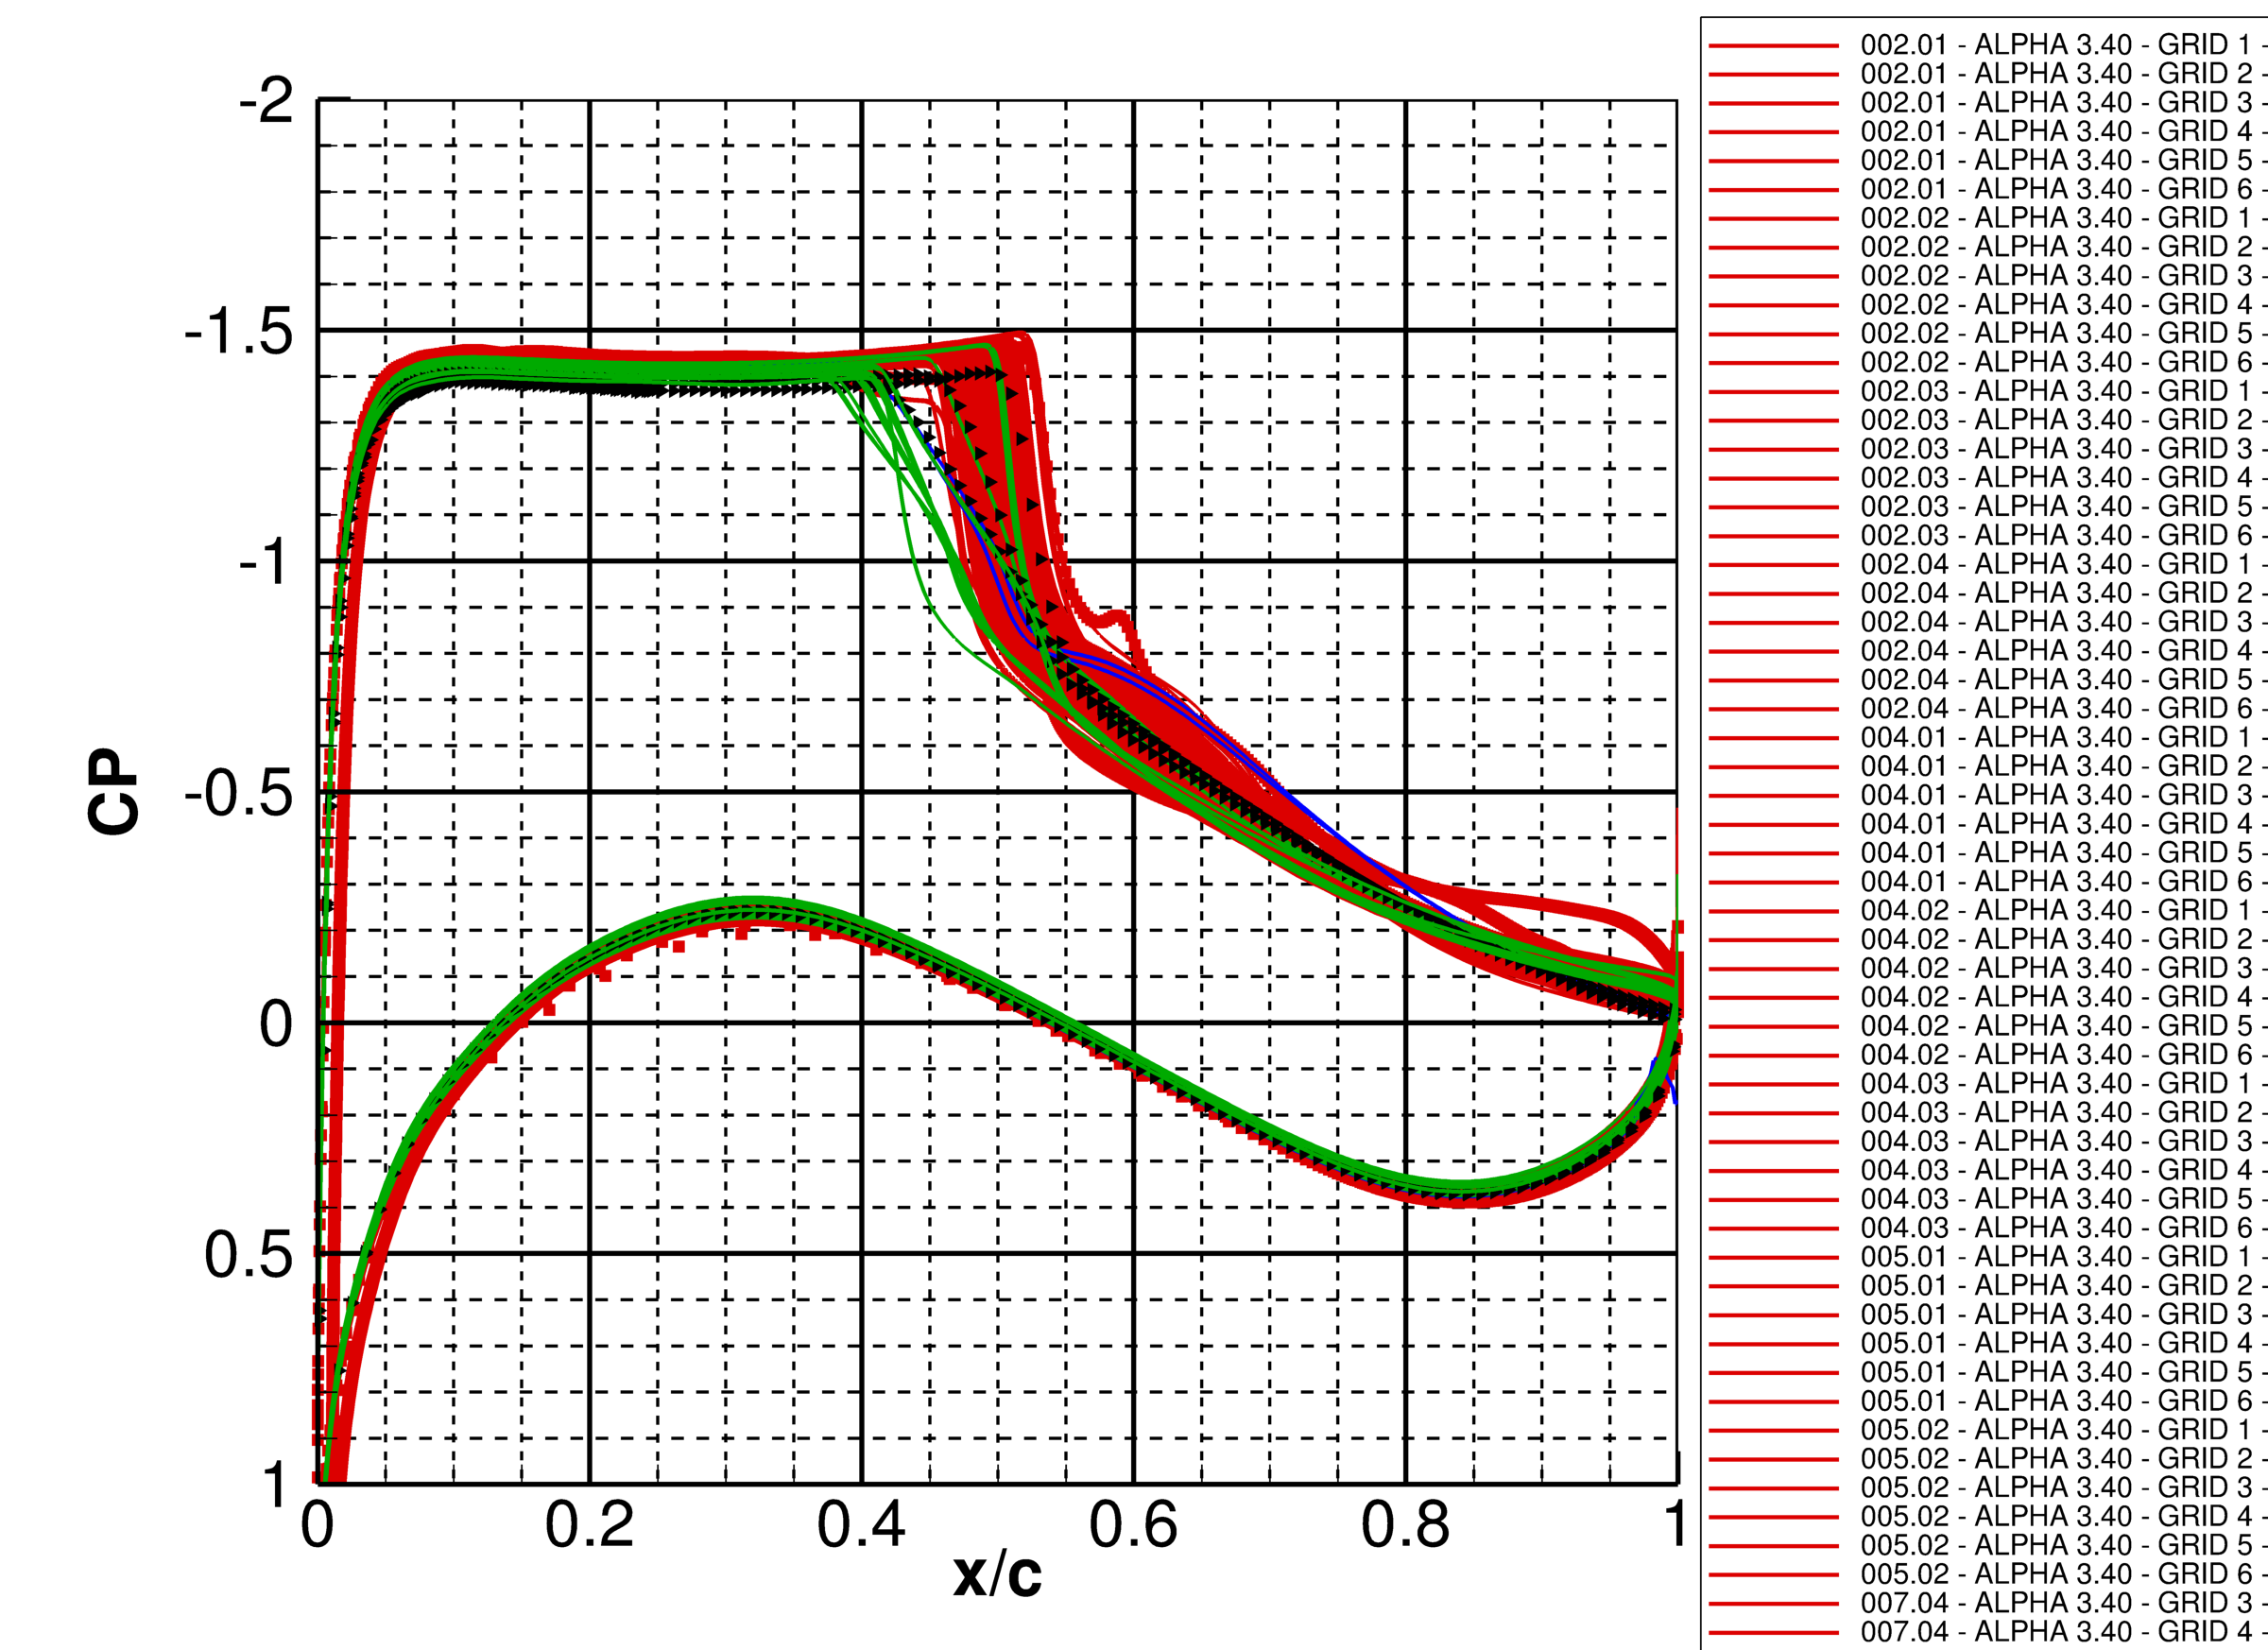 -2
-1.5
-1
-0.5
0
0.5
1
CP
0 0.2 0.4 0.6 0.8 1
x/c
002.01 - ALPHA 3.40 - GRID 1 -
002.01 - ALPHA 3.40 - GRID 2 -
002.01 - ALPHA 3.40 - GRID 3 -
002.01 - ALPHA 3.40 - GRID 4 -
002.01 - ALPHA 3.40 - GRID 5 -
002.01 - ALPHA 3.40 - GRID 6 -
002.02 - ALPHA 3.40 - GRID 1 -
002.02 - ALPHA 3.40 - GRID 2 -
002.02 - ALPHA 3.40 - GRID 3 -
002.02 - ALPHA 3.40 - GRID 4 -
002.02 - ALPHA 3.40 - GRID 5 -
002.02 - ALPHA 3.40 - GRID 6 -
002.03 - ALPHA 3.40 - GRID 1 -
002.03 - ALPHA 3.40 - GRID 2 -
002.03 - ALPHA 3.40 - GRID 3 -
002.03 - ALPHA 3.40 - GRID 4 -
002.03 - ALPHA 3.40 - GRID 5 -
002.03 - ALPHA 3.40 - GRID 6 -
002.04 - ALPHA 3.40 - GRID 1 -
002.04 - ALPHA 3.40 - GRID 2 -
002.04 - ALPHA 3.40 - GRID 3 -
002.04 - ALPHA 3.40 - GRID 4 -
002.04 - ALPHA 3.40 - GRID 5 -
002.04 - ALPHA 3.40 - GRID 6 -
004.01 - ALPHA 3.40 - GRID 1 -
004.01 - ALPHA 3.40 - GRID 2 -
004.01 - ALPHA 3.40 - GRID 3 -
004.01 - ALPHA 3.40 - GRID 4 -
004.01 - ALPHA 3.40 - GRID 5 -
004.01 - ALPHA 3.40 - GRID 6 -
004.02 - ALPHA 3.40 - GRID 1 -
004.02 - ALPHA 3.40 - GRID 2 -
004.02 - ALPHA 3.40 - GRID 3 -
004.02 - ALPHA 3.40 - GRID 4 -
004.02 - ALPHA 3.40 - GRID 5 -
004.02 - ALPHA 3.40 - GRID 6 -
004.03 - ALPHA 3.40 - GRID 1 -
004.03 - ALPHA 3.40 - GRID 2 -
004.03 - ALPHA 3.40 - GRID 3 -
004.03 - ALPHA 3.40 - GRID 4 -
004.03 - ALPHA 3.40 - GRID 5 -
004.03 - ALPHA 3.40 - GRID 6 -
005.01 - ALPHA 3.40 - GRID 1 -
005.01 - ALPHA 3.40 - GRID 2 -
005.01 - ALPHA 3.40 - GRID 3 -
005.01 - ALPHA 3.40 - GRID 4 -
005.01 - ALPHA 3.40 - GRID 5 -
005.01 - ALPHA 3.40 - GRID 6 -
005.02 - ALPHA 3.40 - GRID 1 -
005.02 - ALPHA 3.40 - GRID 2 -
005.02 - ALPHA 3.40 - GRID 3 -
005.02 - ALPHA 3.40 - GRID 4 -
005.02 - ALPHA 3.40 - GRID 5 -
005.02 - ALPHA 3.40 - GRID 6 -
007.04 - ALPHA 3.40 - GRID 3 -
007.04 - ALPHA 3.40 - GRID 4 -